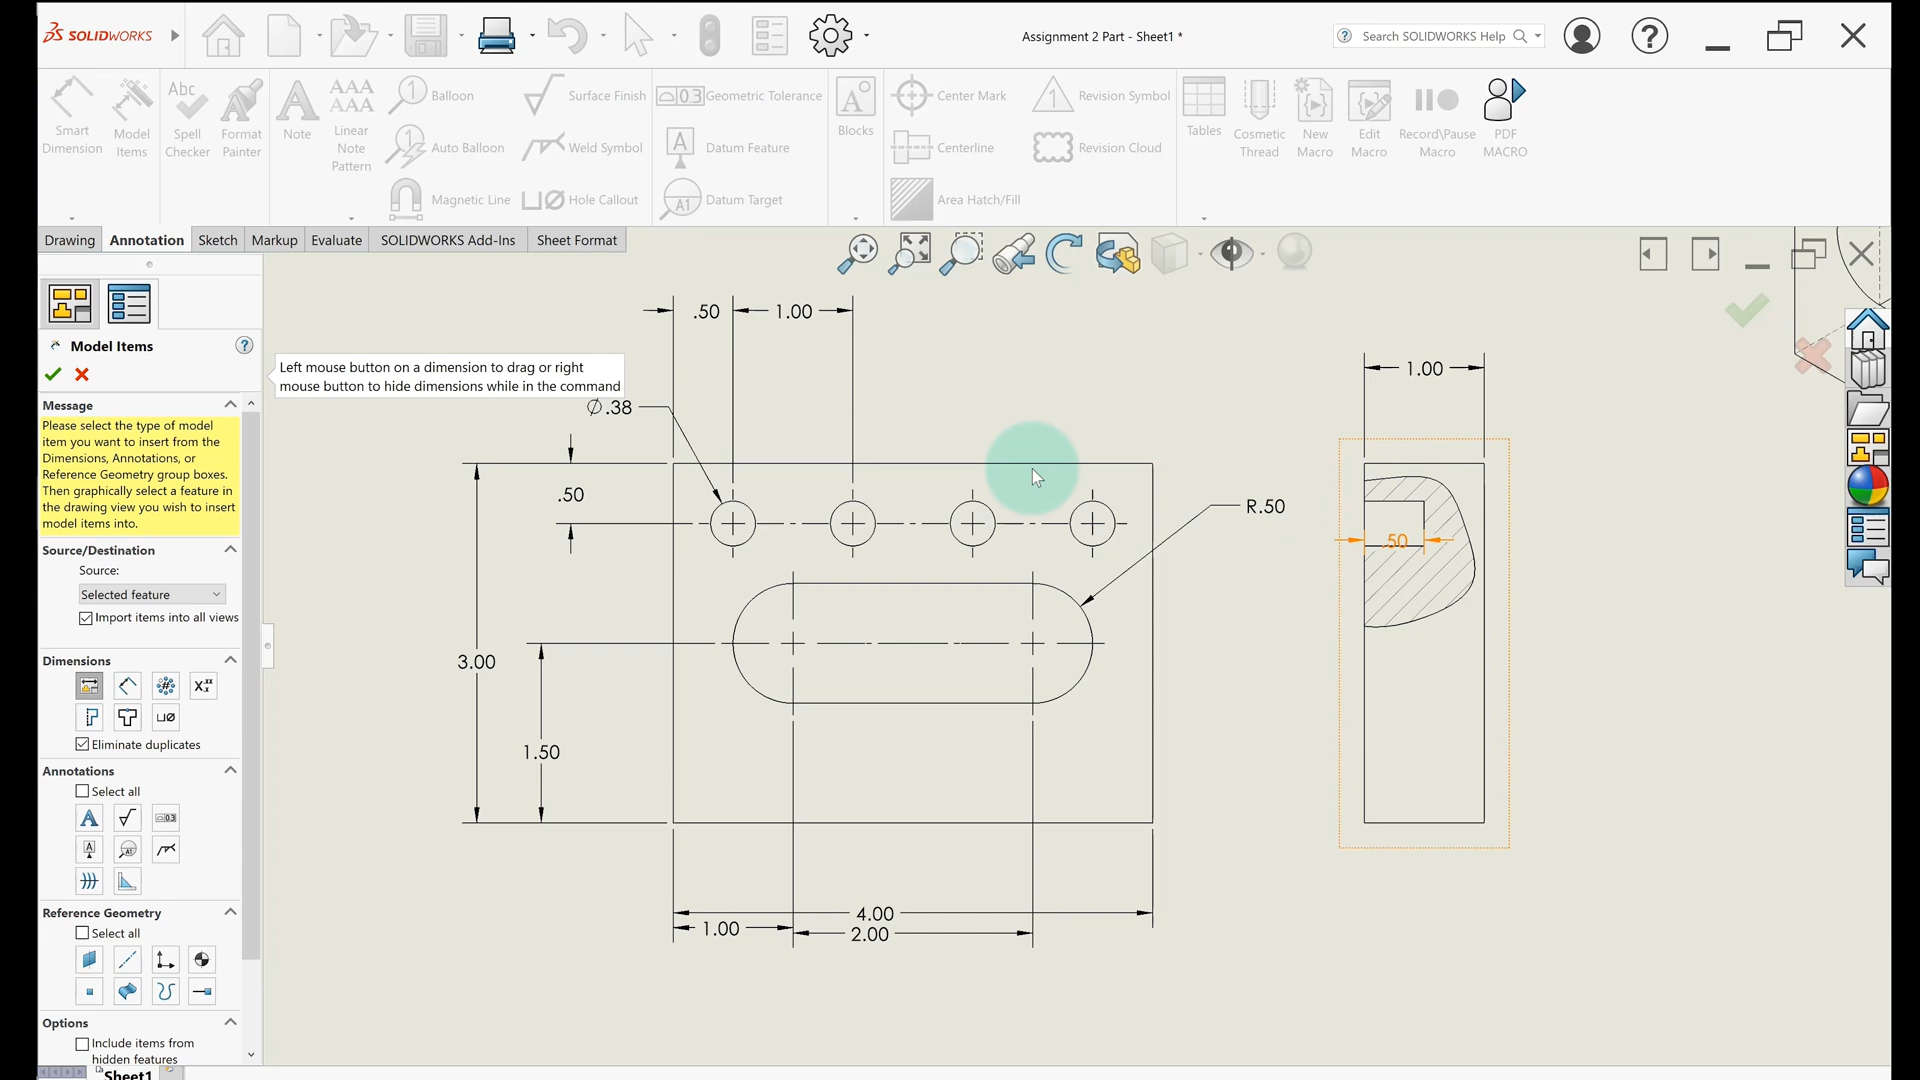 SOLIDWORKS
Assignment 2 Part - Sheet1 *
Search SOLIDWORKS Help
Smart
Dimension
Model
Items
Abc
Spell
Checker
Format
Painter
Note
AAA
AAA
Linear
Note
Pattern
Balloon
Auto Balloon
Magnetic Line
Surface Finish
Weld Symbol
Hole Callout
Geometric Tolerance
Datum Feature
Datum Target
Blocks
Center Mark
Centerline
Area Hatch/Fill
Revision Symbol
Revision Cloud
Tables
Cosmetic
Thread
New
Macro
Edit
Macro
Record\Pause
Macro
PDF
MACRO
Drawing
Annotation
Sketch
Markup
Evaluate
SOLIDWORKS Add-Ins
Sheet Format
Model Items
Left mouse button on a dimension to drag or right
mouse button to hide dimensions while in the command
Message
Please select the type of model
item you want to insert from the
Dimensions, Annotations, or
Reference Geometry group boxes.
Then graphically select a feature in
the drawing view you wish to insert
model items into.
Source/Destination
Source:
Selected feature
Import items into all views
Dimensions
Eliminate duplicates
Annotations
Select all
Reference Geometry
Select all
Options
Include items from
hidden features
Sheet1
.50
1.00
∅.38
.50
3.00
1.50
R.50
4.00
1.00
2.00
1.00
.50